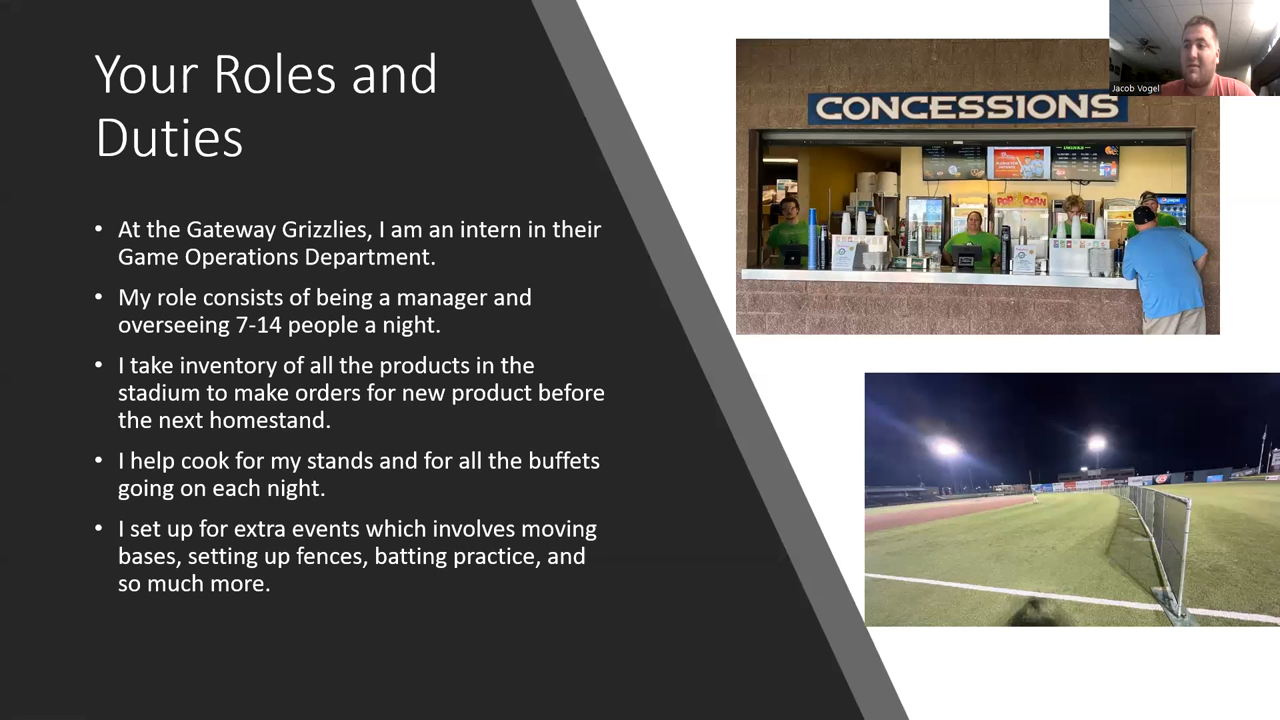 Your Roles and
Duties
• At the Gateway Grizzlies, I am an intern in their
Game Operations Department.
• My role consists of being a manager and
overseeing 7-14 people a night.
• I take inventory of all the products in the
stadium to make orders for new product before
the next homestand.
• I help cook for my stands and for all the buffets
going on each night.
• I set up for extra events which involves moving
bases, setting up fences, batting practice, and
so much more.
Jacob Vogel
CONCESSIONS
DRINKS
POPCORN
pepsi